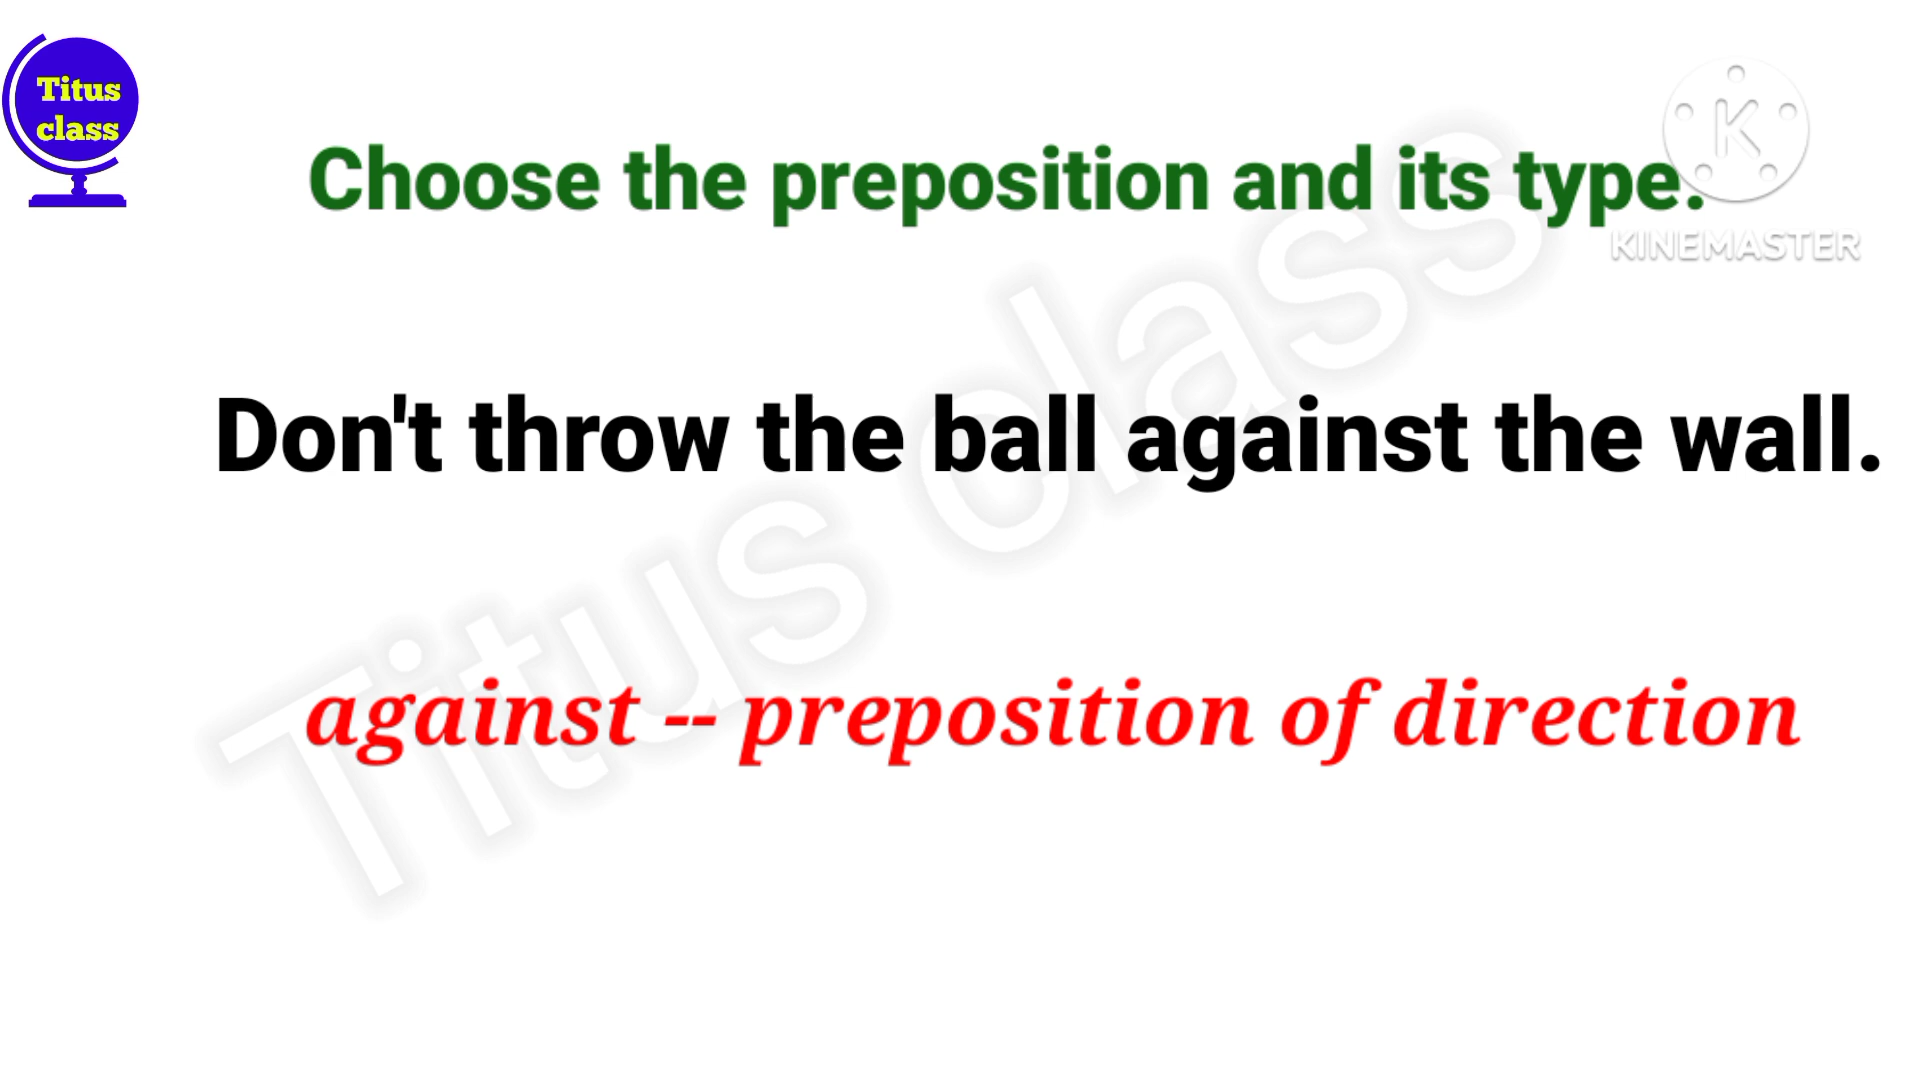 Titus
class
Choose the preposition and its type.
KINEMASTER
Don't throw the ball against the wall.
Titus class
against -- preposition of direction